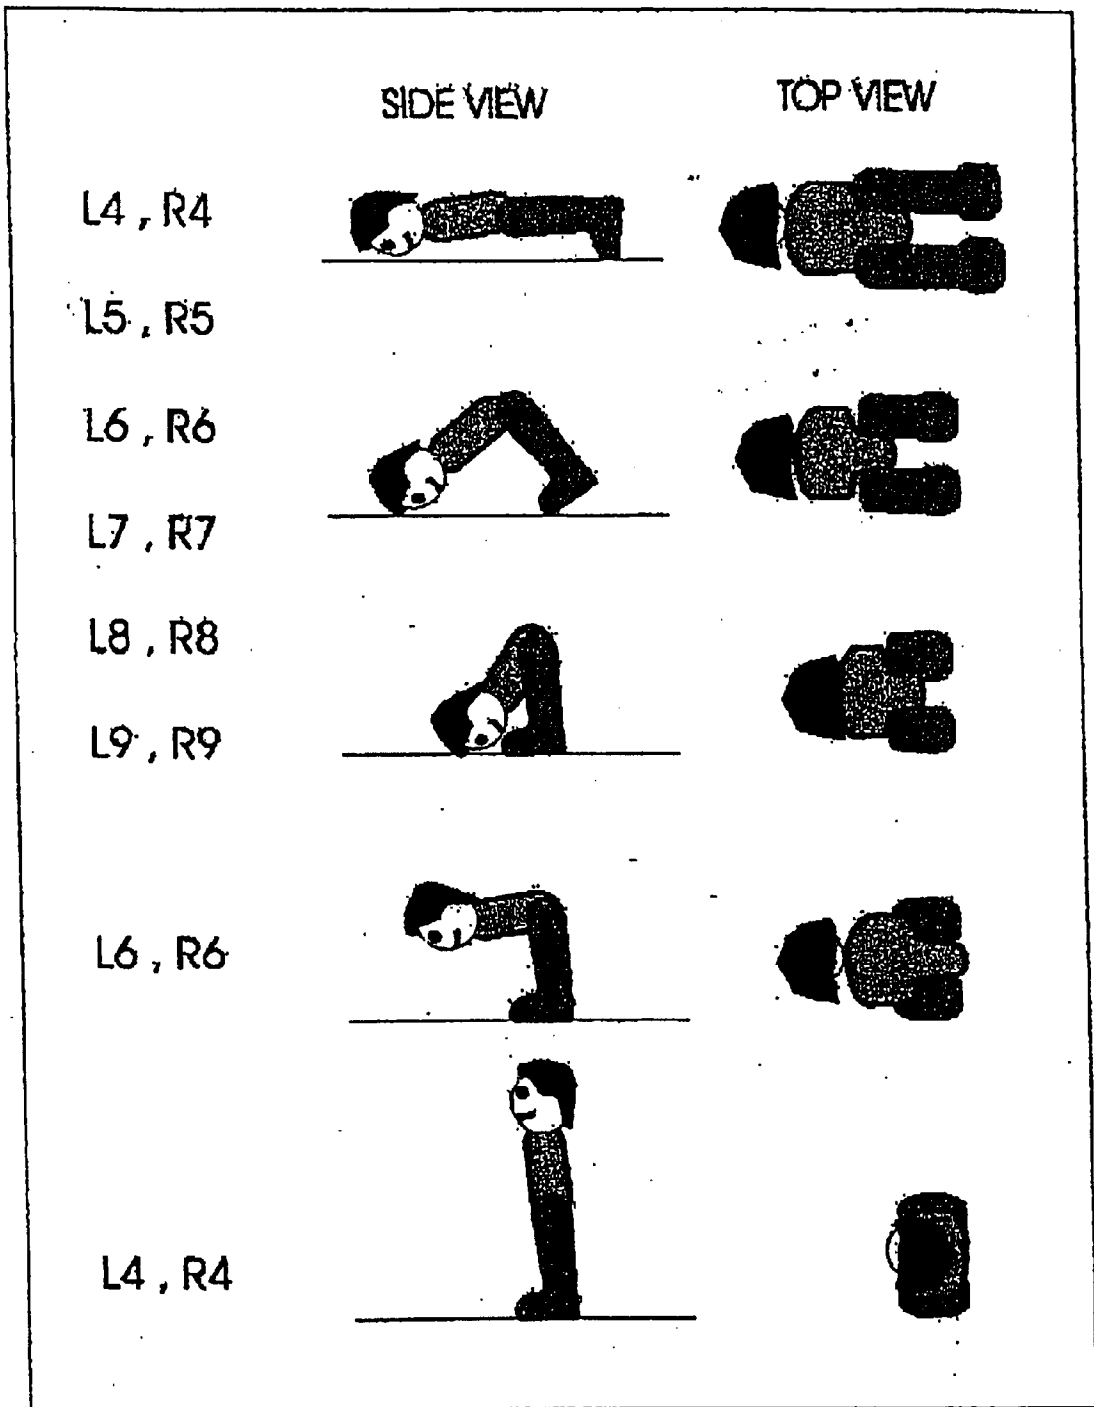 SIDE VIEW TOP VIEW
L4 , R4
L5 , R5
L6 , R6
L7 , R7
L8 , R8
L9 , R9
L6 , R6
L4 , R4